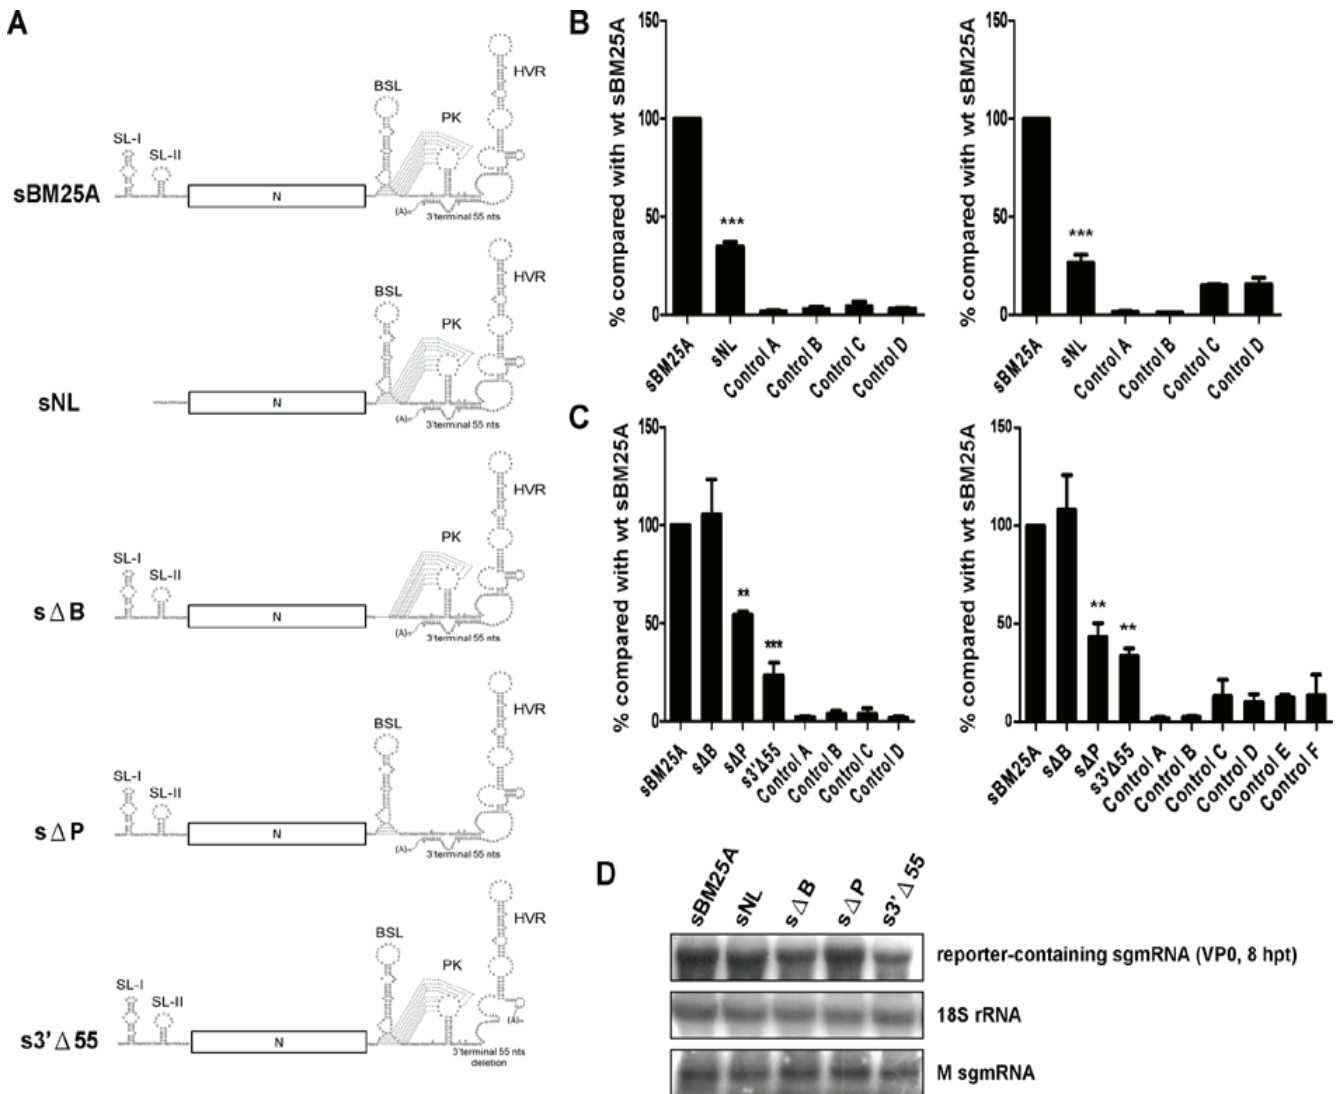 A
SL-I
SL-II
BSL
PK
HVR
sBM25A
N
(A)n
3'terminal 55 nts
BSL
PK
HVR
sNL
N
(A)n
3'terminal 55 nts
SL-I
SL-II
PK
HVR
sΔB
N
(A)n
3'terminal 55 nts
SL-I
SL-II
BSL
HVR
sΔP
N
(A)n
3'terminal 55 nts
SL-I
SL-II
BSL
PK
HVR
s3'Δ55
N
(A)n
3'terminal 55 nts
deletion
B
% compared with wt sBM25A
150
100
50
0
***
sBM25A
sNL
Control A
Control B
Control C
Control D
% compared with wt sBM25A
150
100
50
0
***
sBM25A
sNL
Control A
Control B
Control C
Control D
C
% compared with wt sBM25A
150
100
50
0
**
***
sBM25A
sΔB
sΔP
s3'Δ55
Control A
Control B
Control C
Control D
% compared with wt sBM25A
150
100
50
0
**
**
sBM25A
sΔB
sΔP
s3'Δ55
Control A
Control B
Control C
Control D
Control E
Control F
D
sBM25A
sNL
sΔB
sΔP
s3'Δ55
reporter-containing sgmRNA (VP0, 8 hpt)
18S rRNA
M sgmRNA